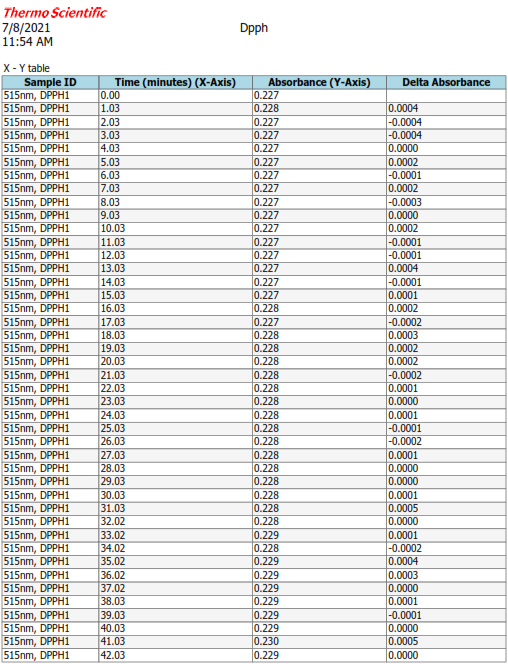 Thermo Scientific
7/8/2021 Dpph
11:54 AM
X - Y table
Sample ID Time (minutes) (X-Axis) Absorbance (Y-Axis) Delta Absorbance
515nm, DPPH1 0.00 0.227
515nm, DPPH1 1.03 0.228 0.0004
515nm, DPPH1 2.03 0.227 -0.0004
515nm, DPPH1 3.03 0.227 -0.0004
515nm, DPPH1 4.03 0.227 0.0000
515nm, DPPH1 5.03 0.227 0.0002
515nm, DPPH1 6.03 0.227 -0.0001
515nm, DPPH1 7.03 0.227 0.0002
515nm, DPPH1 8.03 0.227 -0.0003
515nm, DPPH1 9.03 0.227 0.0000
515nm, DPPH1 10.03 0.227 0.0002
515nm, DPPH1 11.03 0.227 -0.0001
515nm, DPPH1 12.03 0.227 -0.0001
515nm, DPPH1 13.03 0.227 0.0004
515nm, DPPH1 14.03 0.227 -0.0001
515nm, DPPH1 15.03 0.227 0.0001
515nm, DPPH1 16.03 0.228 0.0002
515nm, DPPH1 17.03 0.227 -0.0002
515nm, DPPH1 18.03 0.228 0.0003
515nm, DPPH1 19.03 0.228 0.0002
515nm, DPPH1 20.03 0.228 0.0002
515nm, DPPH1 21.03 0.228 -0.0002
515nm, DPPH1 22.03 0.228 0.0001
515nm, DPPH1 23.03 0.228 0.0000
515nm, DPPH1 24.03 0.228 0.0001
515nm, DPPH1 25.03 0.228 -0.0001
515nm, DPPH1 26.03 0.228 -0.0002
515nm, DPPH1 27.03 0.228 0.0001
515nm, DPPH1 28.03 0.228 0.0000
515nm, DPPH1 29.03 0.228 0.0000
515nm, DPPH1 30.03 0.228 0.0001
515nm, DPPH1 31.03 0.228 0.0005
515nm, DPPH1 32.02 0.228 0.0000
515nm, DPPH1 33.02 0.229 0.0001
515nm, DPPH1 34.02 0.228 -0.0002
515nm, DPPH1 35.02 0.229 0.0004
515nm, DPPH1 36.02 0.229 0.0003
515nm, DPPH1 37.02 0.229 0.0000
515nm, DPPH1 38.03 0.229 0.0001
515nm, DPPH1 39.03 0.229 -0.0001
515nm, DPPH1 40.03 0.229 0.0000
515nm, DPPH1 41.03 0.230 0.0005
515nm, DPPH1 42.03 0.229 0.0000